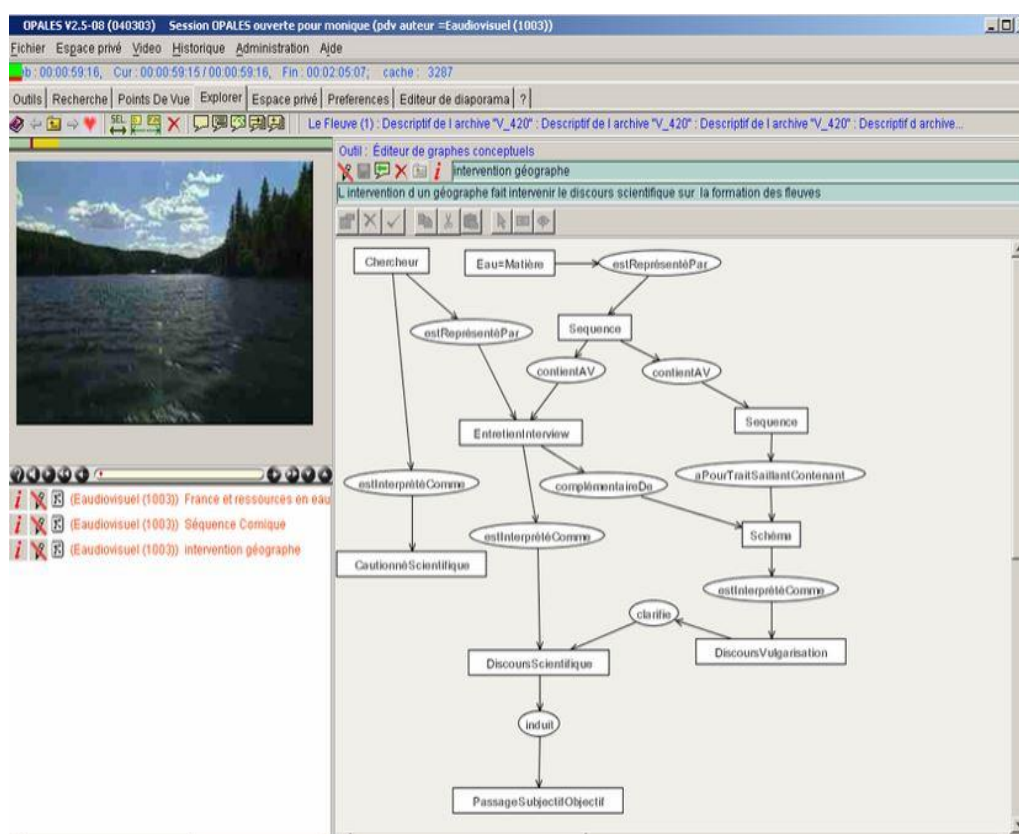 OPALES V2.5-08 (040303) Session OPALES ouverte pour monique (pdv auteur =Eaudiovisuel (1003))
Fichier Espace privé Video Historique Administration Aide
eb : 00:00:59:16, Cur : 00:00:59:15 / 00:00:59:16, Fin : 00:02:05:07; cache : 3287
Outils Recherche Points De Vue Explorer Espace privé Preferences Editeur de diaporama ?
SEL Le Fleuve (1) : Descriptif de l archive "V_420" : Descriptif de l archive "V_420" : Descriptif de l archive "V_420" : Descriptif d archive...
Outil : Éditeur de graphes conceptuels
intervention géographe
L intervention d un géographe fait intervenir le discours scientifique sur la formation des fleuves
Chercheur
Eau=Matière
estReprésentéPar
estReprésentéPar
Sequence
contientAV
contientAV
Sequence
EntretienInterview
estInterprétéComme
complémentaireDe
aPourTraitSaillantContenant
estInterprétéComme
Schéma
CautionnéScientifique
estInterprétéComme
clarifie
DiscoursScientifique
DiscoursVulgarisation
induit
PassageSubjectifObjectif
(Eaudiovisuel (1003)) France et ressources en eau
(Eaudiovisuel (1003)) Séquence Comique
(Eaudiovisuel (1003)) intervention géographe